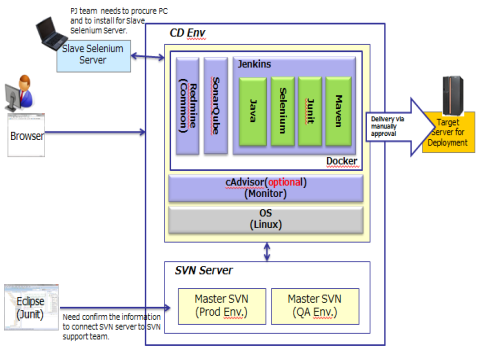 PJ team needs to procure PC
and to install for Slave
Selenium Server.
Slave Selenium
Server
CD Env
Redmine
(Common)
SonarQube
Jenkins
Java
Selenium
Junit
Maven
Docker
Delivery via
manually
approval
Target
Server for
Deployment
Browser
cAdvisor(optional)
(Monitor)
OS
(Linux)
SVN Server
Master SVN
(Prod Env.)
Master SVN
(QA Env.)
Eclipse
(Junit)
Need confirm the information
to connect SVN server to SVN
support team.